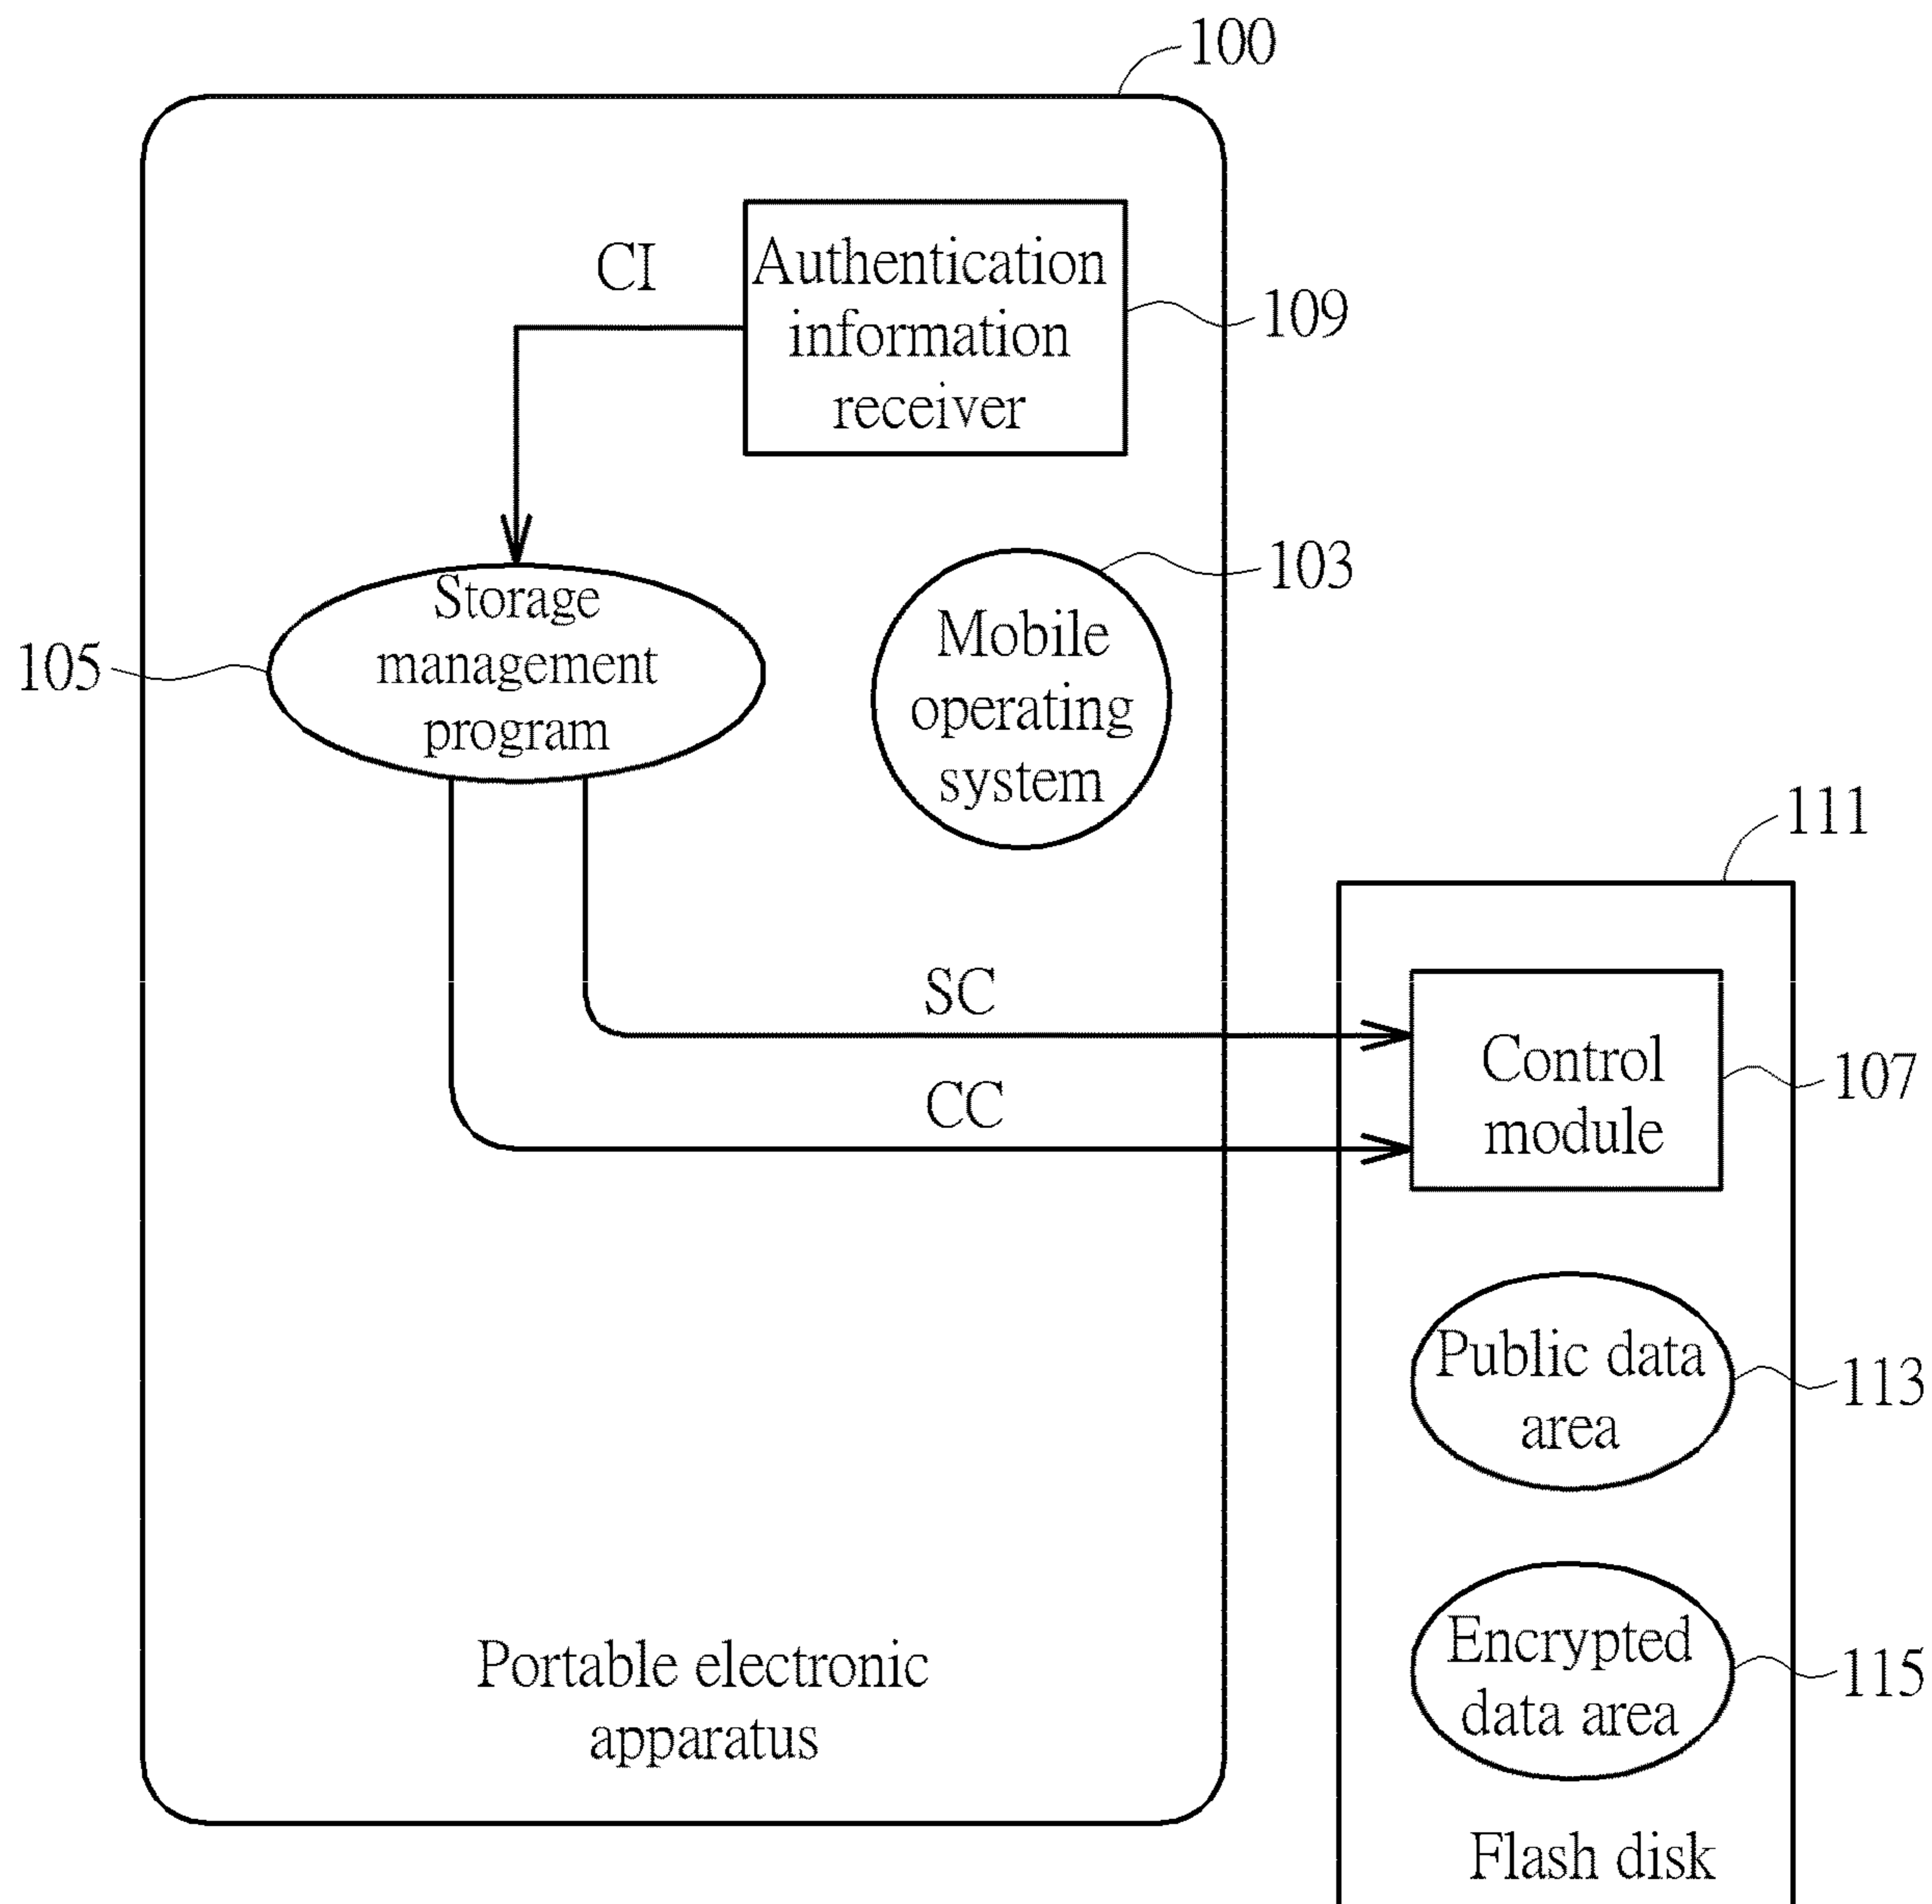 100
CI
Authentication
information
receiver
109
103
Storage
management
program
105
Mobile
operating
system
111
SC
CC
Control
module
107
Public data
area
113
Encrypted
data area
115
Portable electronic
apparatus
Flash disk